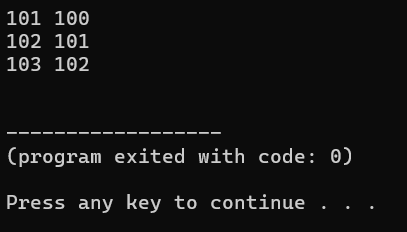 101 100
102 101
103 102
------------------
(program exited with code: 0)
Press any key to continue . . .